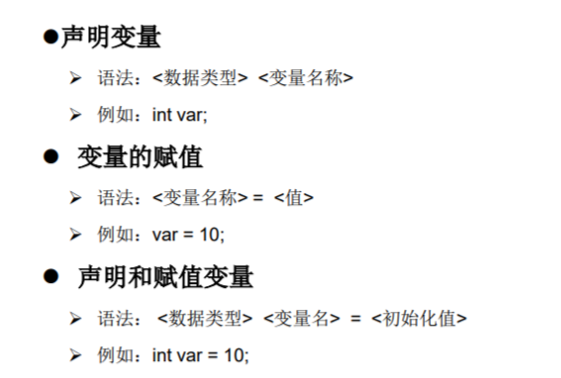 ●声明变量
➢ 语法：<数据类型> <变量名称>
➢ 例如：int var;
● 变量的赋值
➢ 语法：<变量名称> = <值>
➢ 例如：var = 10;
● 声明和赋值变量
➢ 语法： <数据类型> <变量名> = <初始化值>
➢ 例如：int var = 10;